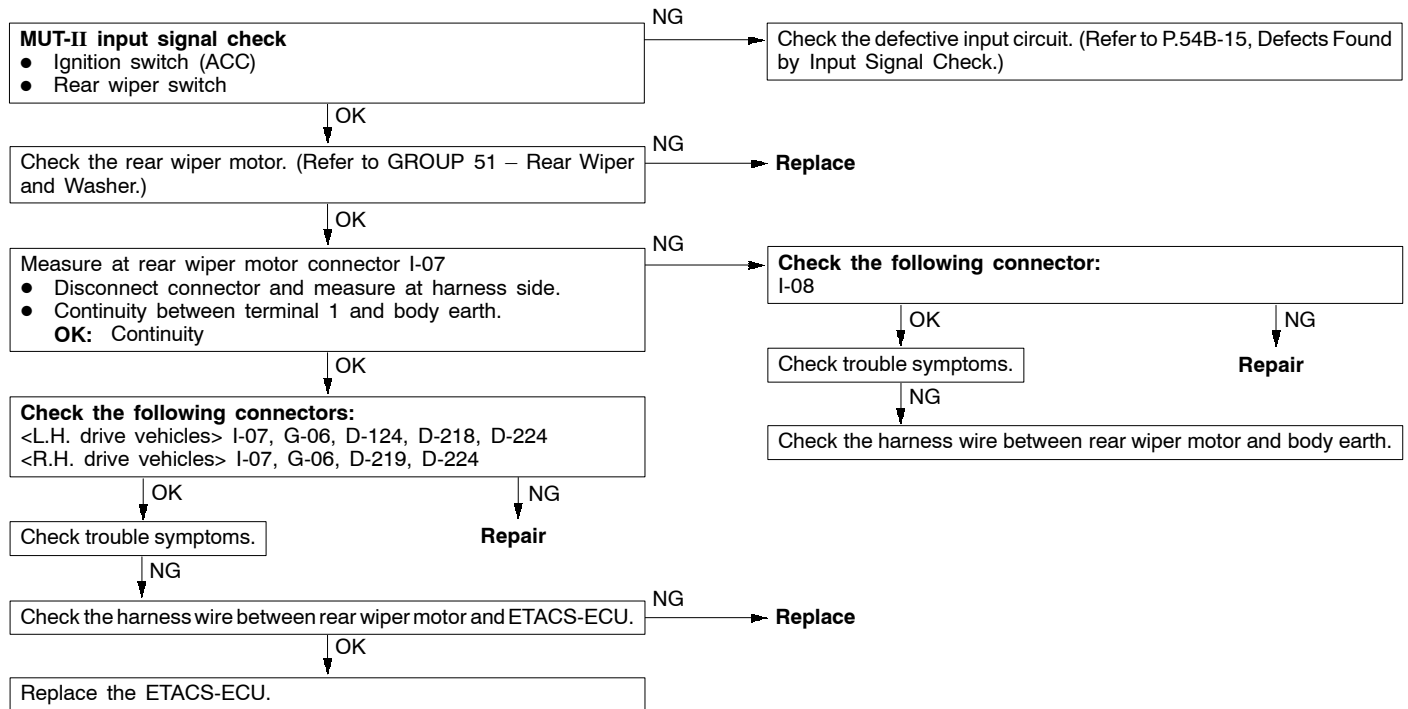 MUT-II input signal check
● Ignition switch (ACC)
● Rear wiper switch
NG
Check the defective input circuit. (Refer to P.54B-15, Defects Found
by Input Signal Check.)
OK
Check the rear wiper motor. (Refer to GROUP 51 – Rear Wiper
and Washer.)
NG
Replace
OK
Measure at rear wiper motor connector I-07
● Disconnect connector and measure at harness side.
● Continuity between terminal 1 and body earth.
OK: Continuity
NG
Check the following connector:
I-08
OK
NG
Check trouble symptoms.
Repair
NG
Check the harness wire between rear wiper motor and body earth.
OK
Check the following connectors:
<L.H. drive vehicles> I-07, G-06, D-124, D-218, D-224
<R.H. drive vehicles> I-07, G-06, D-219, D-224
OK
NG
Check trouble symptoms.
Repair
NG
Check the harness wire between rear wiper motor and ETACS-ECU.
NG
Replace
OK
Replace the ETACS-ECU.